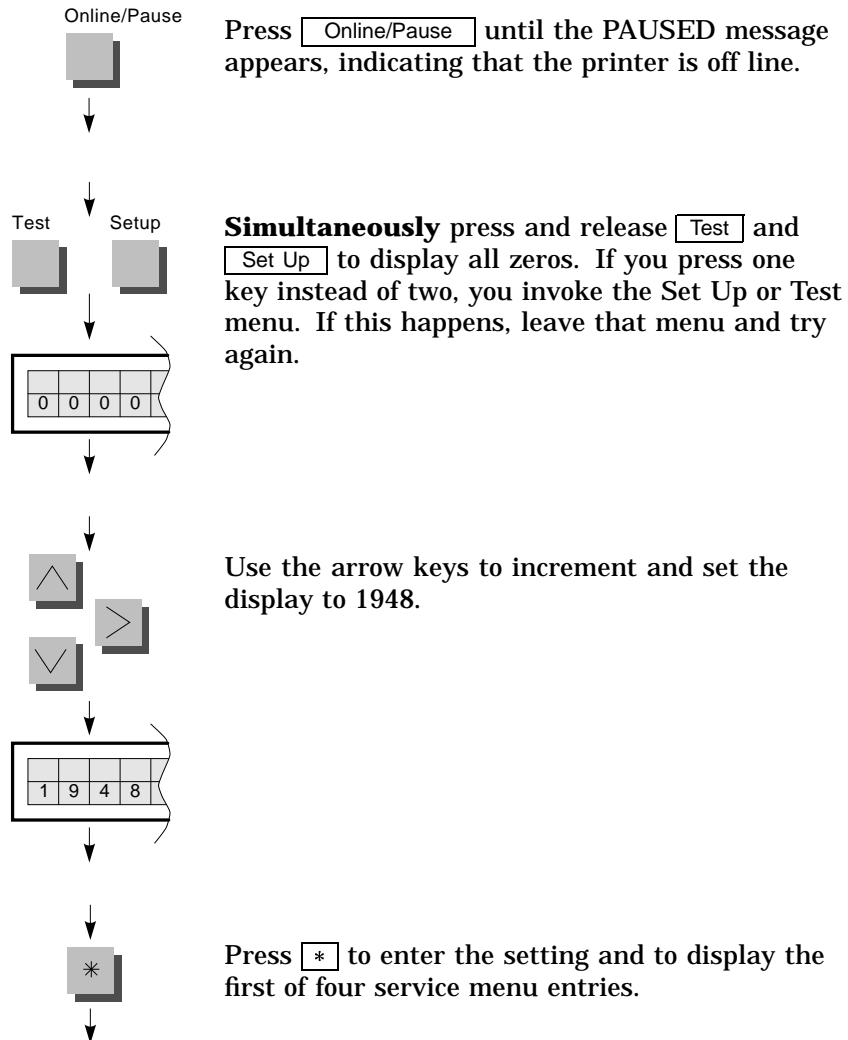 Online/Pause
Press Online/Pause until the PAUSED message
appears, indicating that the printer is off line.
Test Setup
Simultaneously press and release Test and
Set Up to display all zeros. If you press one
key instead of two, you invoke the Set Up or Test
menu. If this happens, leave that menu and try
again.
0 0 0 0
Use the arrow keys to increment and set the
display to 1948.
1 9 4 8
Press * to enter the setting and to display the
first of four service menu entries.
*